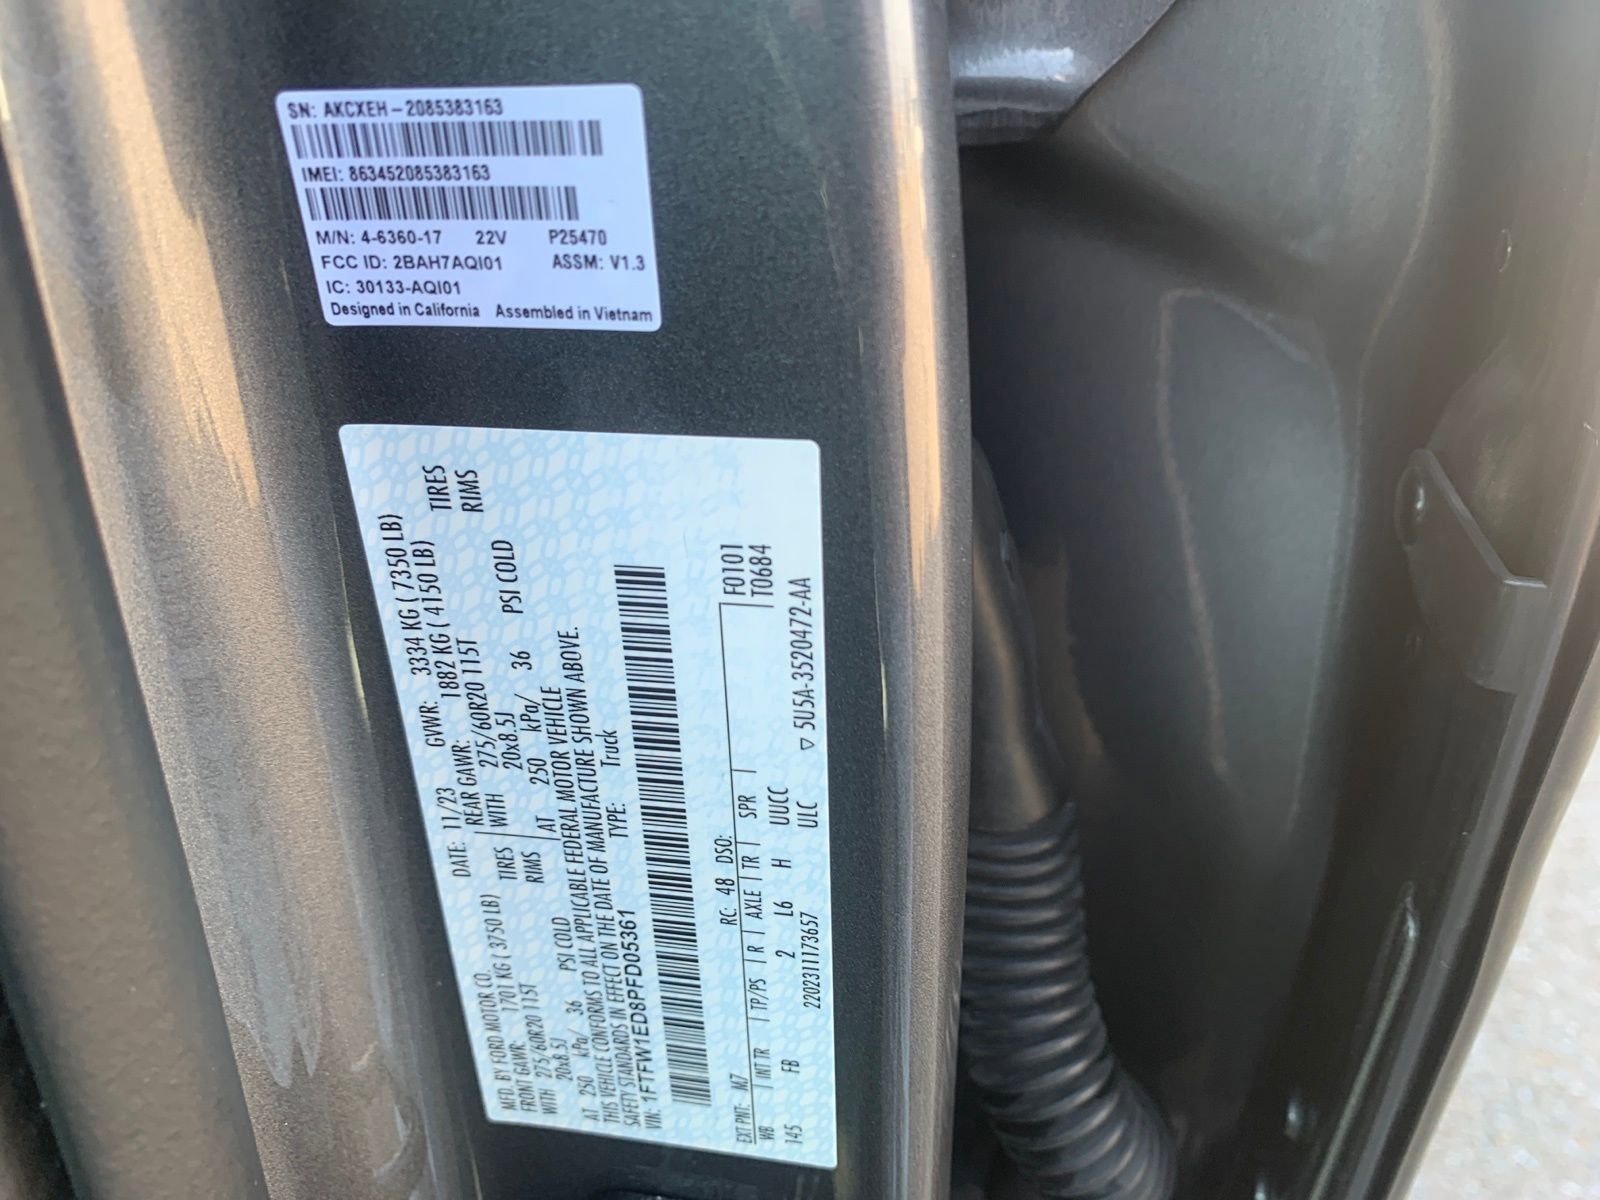 SN: AKCXEH-2085383163
IMEI: 863452085383163
M/N: 4-6360-17 22V P25470
FCC ID: 2BAH7AQI01 ASSM: V1.3
IC: 30133-AQI01
Designed in California Assembled in Vietnam
MFD. BY FORD MOTOR CO. DATE: 11/23 GVWR: 3334 KG ( 7350 LB)
FRONT GAWR: 1701 KG ( 3750 LB) REAR GAWR: 1882 KG ( 4150 LB)
WITH 275/60R20 115T TIRES WITH 275/60R20 115T TIRES
20x8.5J RIMS 20x8.5J RIMS
AT 250 kPa/ 36 PSI COLD AT 250 kPa/ 36 PSI COLD
THIS VEHICLE CONFORMS TO ALL APPLICABLE FEDERAL MOTOR VEHICLE
SAFETY STANDARDS IN EFFECT ON THE DATE OF MANUFACTURE SHOWN ABOVE.
VIN: 1FTFW1ED8PFD05361 TYPE: Truck
EXT PNT: M7 RC: 48 DSO: F0101
WB INT TR TP/PS R AXLE TR SPR T0684
145 FB 2 L6 H UUCC
22023111173657 ULC ▽ 5U5A-3520472-AA